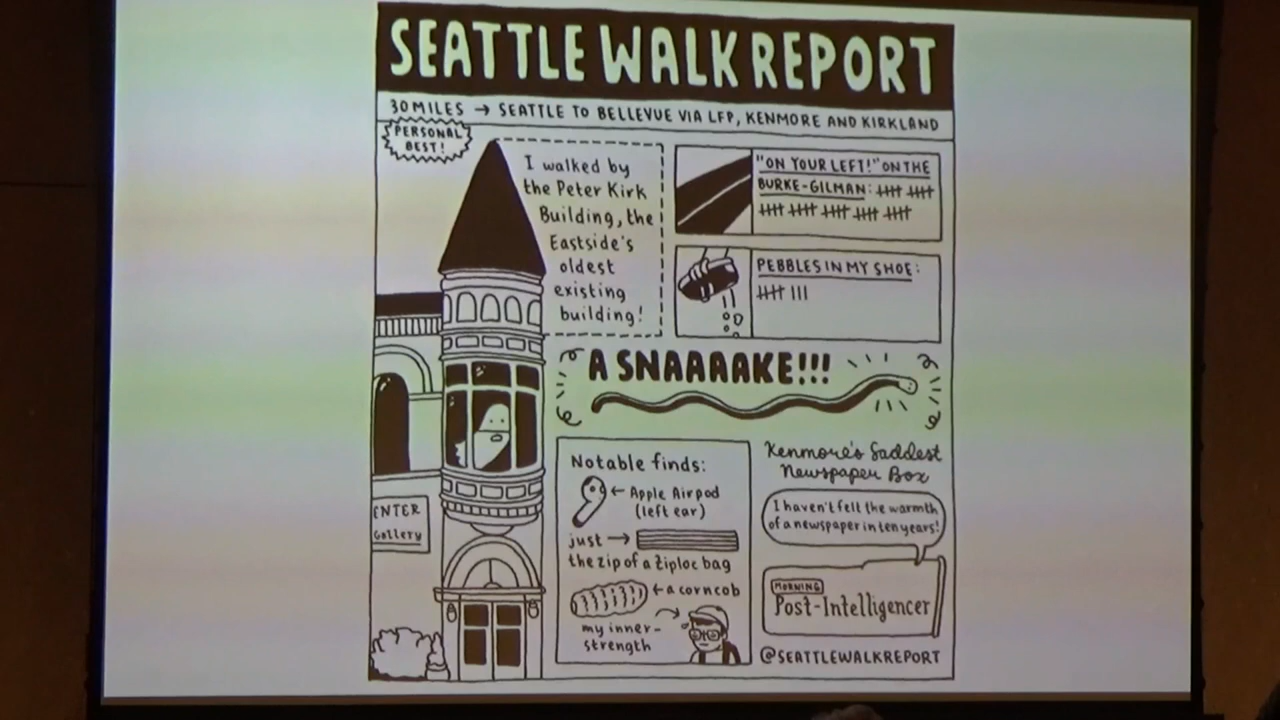 SEATTLE WALK REPORT
30 MILES → SEATTLE TO BELLEVUE VIA LFP, KENMORE AND KIRKLAND
PERSONAL
BEST!
I walked by
the Peter Kirk
Building, the
Eastside's
oldest
existing
building!
"ON YOUR LEFT!" ON THE
BURKE-GILMAN:
PEBBLES IN MY SHOE:
A SNAAAAKE!!!
Notable finds:
← Apple Airpod
(left ear)
just →
the zip of a ziploc bag
← a corncob
my inner-
strength
Kenmore's Saddest
Newspaper Box
I haven't felt the warmth
of a newspaper in ten years!
MORNING
Post-Intelligencer
ENTER
Gallery
@SEATTLEWALKREPORT